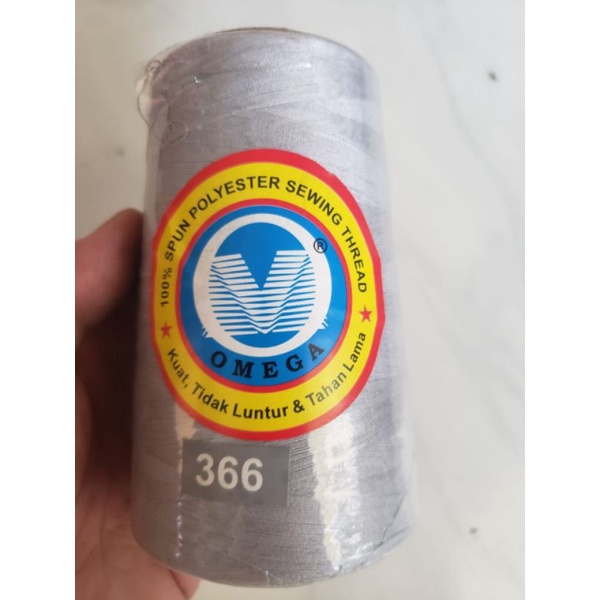 100% SPUN POLYESTER SEWING THREAD
®
OMEGA
Kuat, Tidak Luntur & Tahan Lama
366